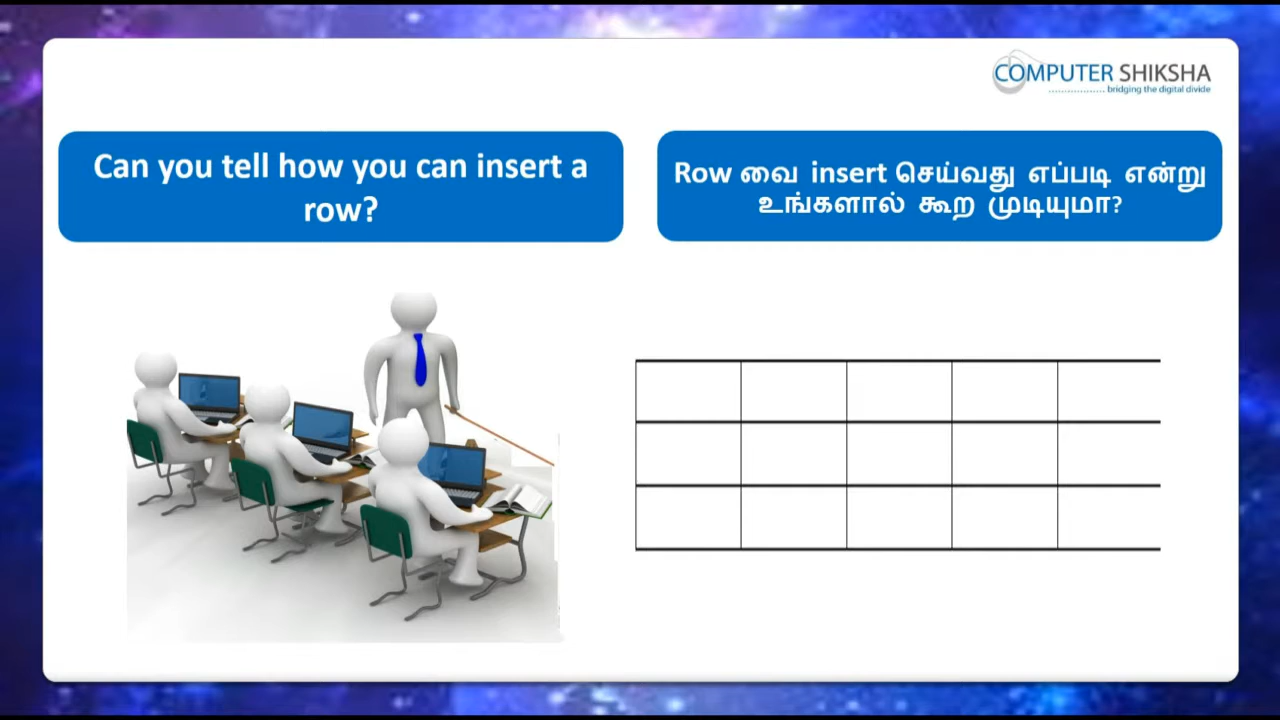 COMPUTER SHIKSHA
bridging the digital divide
Can you tell how you can insert a
row?
Row வை insert செய்வது எப்படி என்று
உங்களால் கூற முடியுமா?